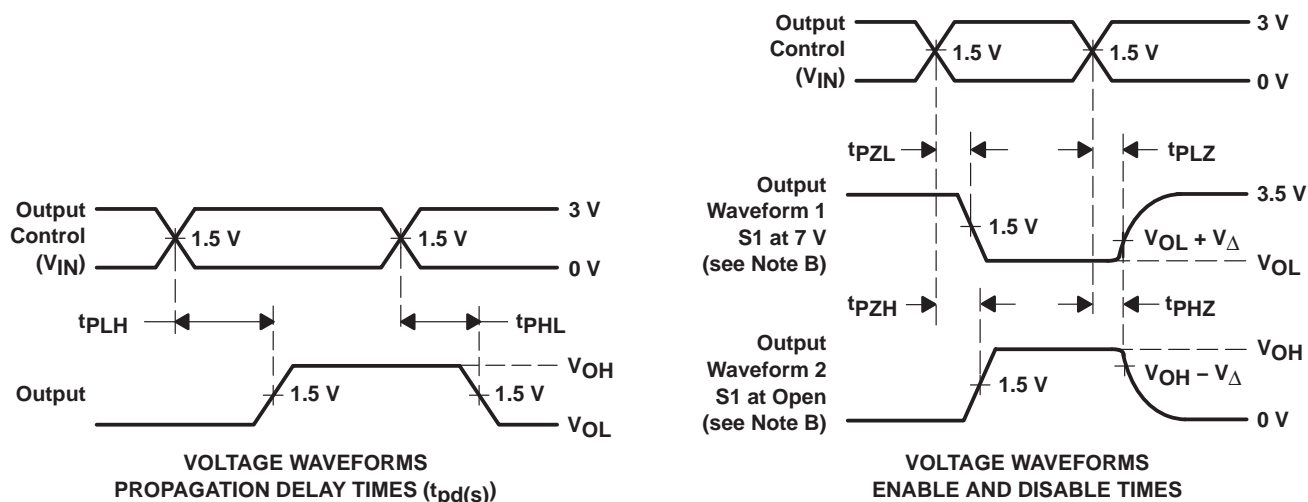 Output
Control
(VIN)
3 V
1.5 V
1.5 V
0 V
tPLH
tPHL
Output
VOH
1.5 V
1.5 V
VOL
VOLTAGE WAVEFORMS
PROPAGATION DELAY TIMES (tpd(s))
Output
Control
(VIN)
3 V
1.5 V
1.5 V
0 V
tPZL
tPLZ
Output
Waveform 1
S1 at 7 V
(see Note B)
3.5 V
1.5 V
VOL + VΔ
VOL
tPZH
tPHZ
Output
Waveform 2
S1 at Open
(see Note B)
VOH
1.5 V
VOH − VΔ
0 V
VOLTAGE WAVEFORMS
ENABLE AND DISABLE TIMES